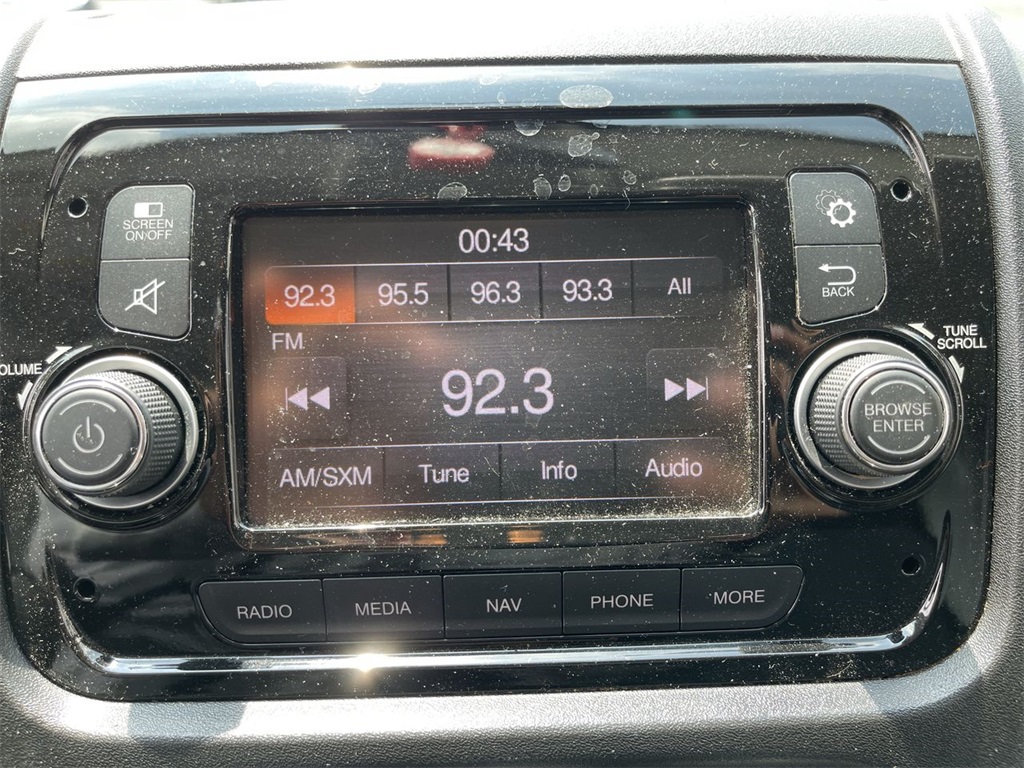 SCREEN
ON/OFF
00:43
92.3 95.5 96.3 93.3 All
FM
92.3
AM/SXM Tune Info Audio
BACK
VOLUME
TUNE
SCROLL
BROWSE
ENTER
RADIO MEDIA NAV PHONE MORE